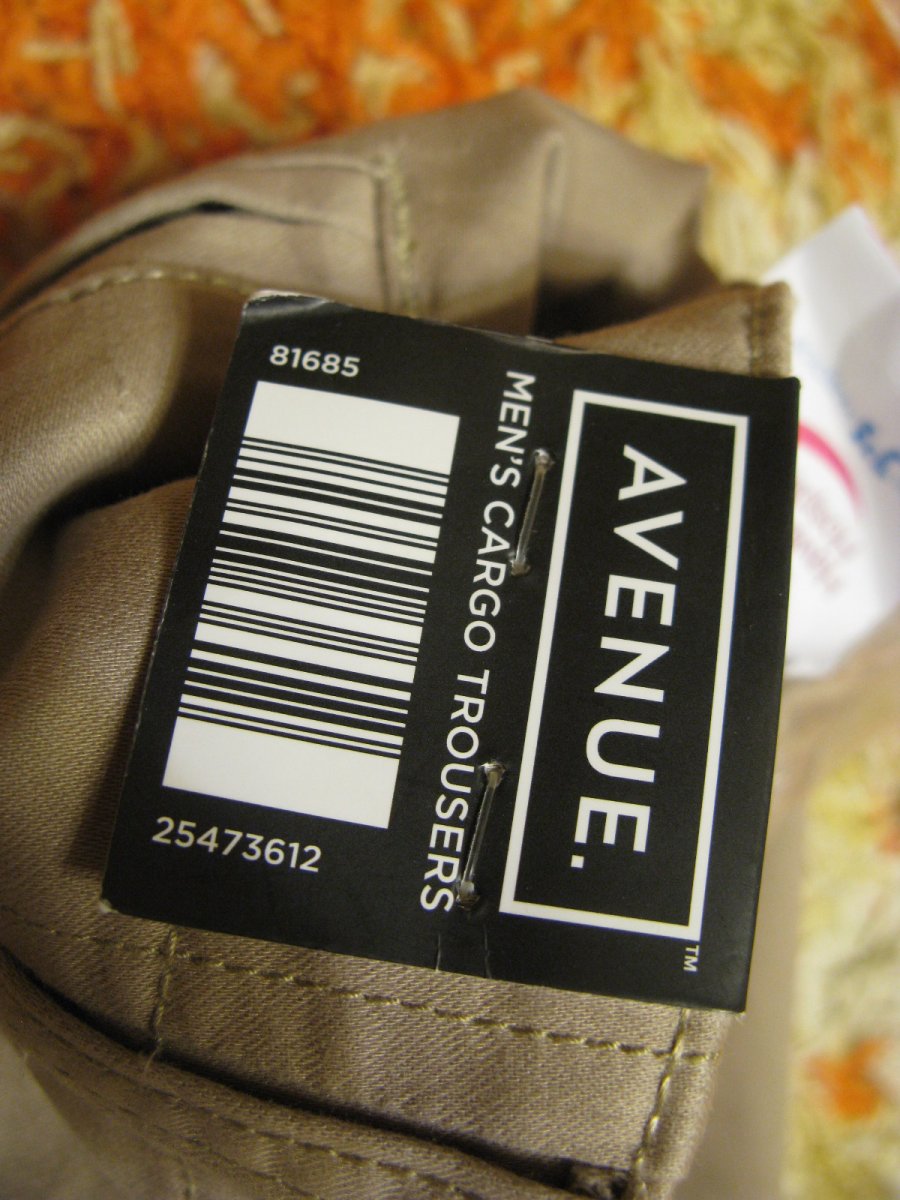 AVENUE.
TM
MEN'S CARGO TROUSERS
81685
25473612